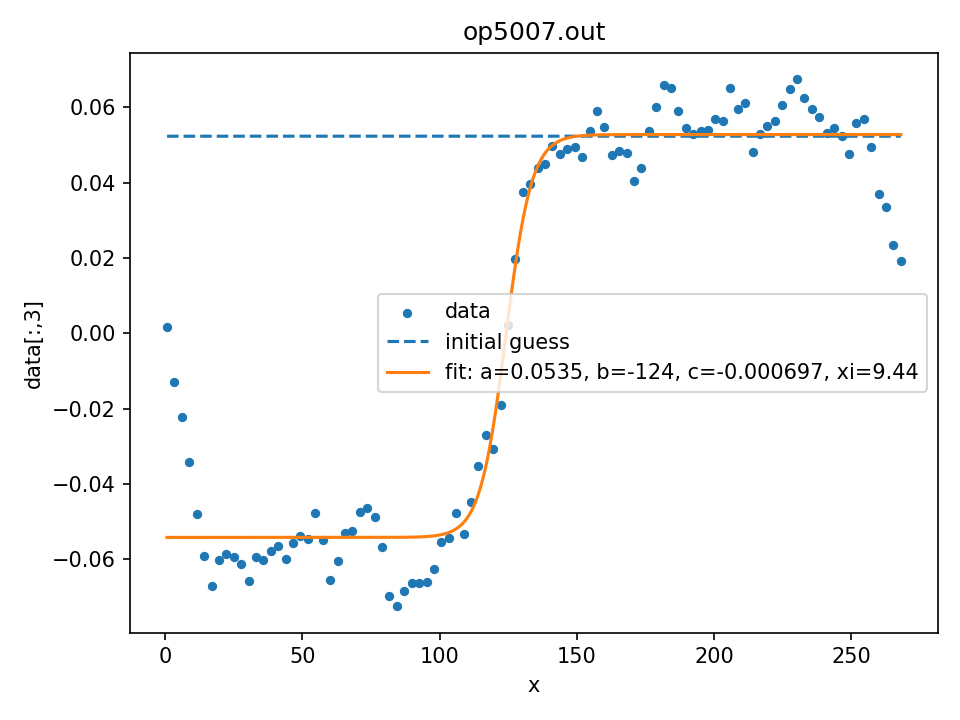 op5007.out
0.06
0.04
0.02
0.00
−0.02
−0.04
−0.06
data[:,3]
data
initial guess
fit: a=0.0535, b=-124, c=-0.000697, xi=9.44
0 50 100 150 200 250
x